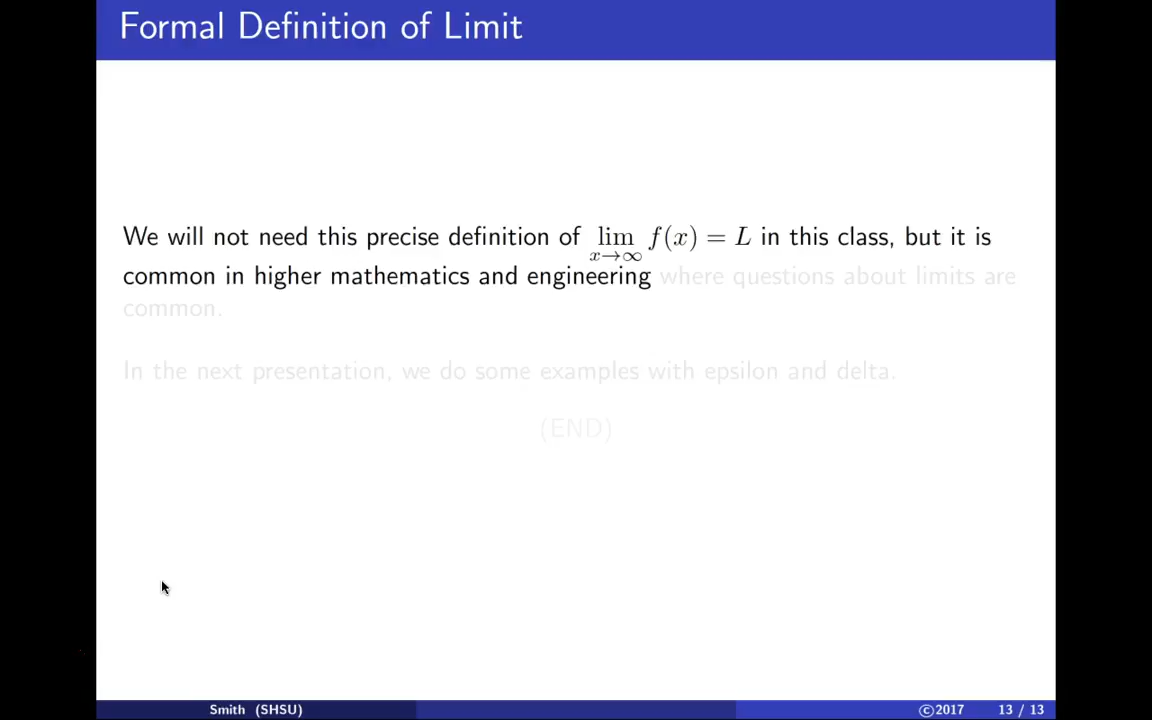 Formal Definition of Limit
We will not need this precise definition of lim x→∞ f(x) = L in this class, but it is
common in higher mathematics and engineering where questions about limits are
common.
In the next presentation, we do some examples with epsilon and delta.
(END)
Smith (SHSU) ©2017 13 / 13